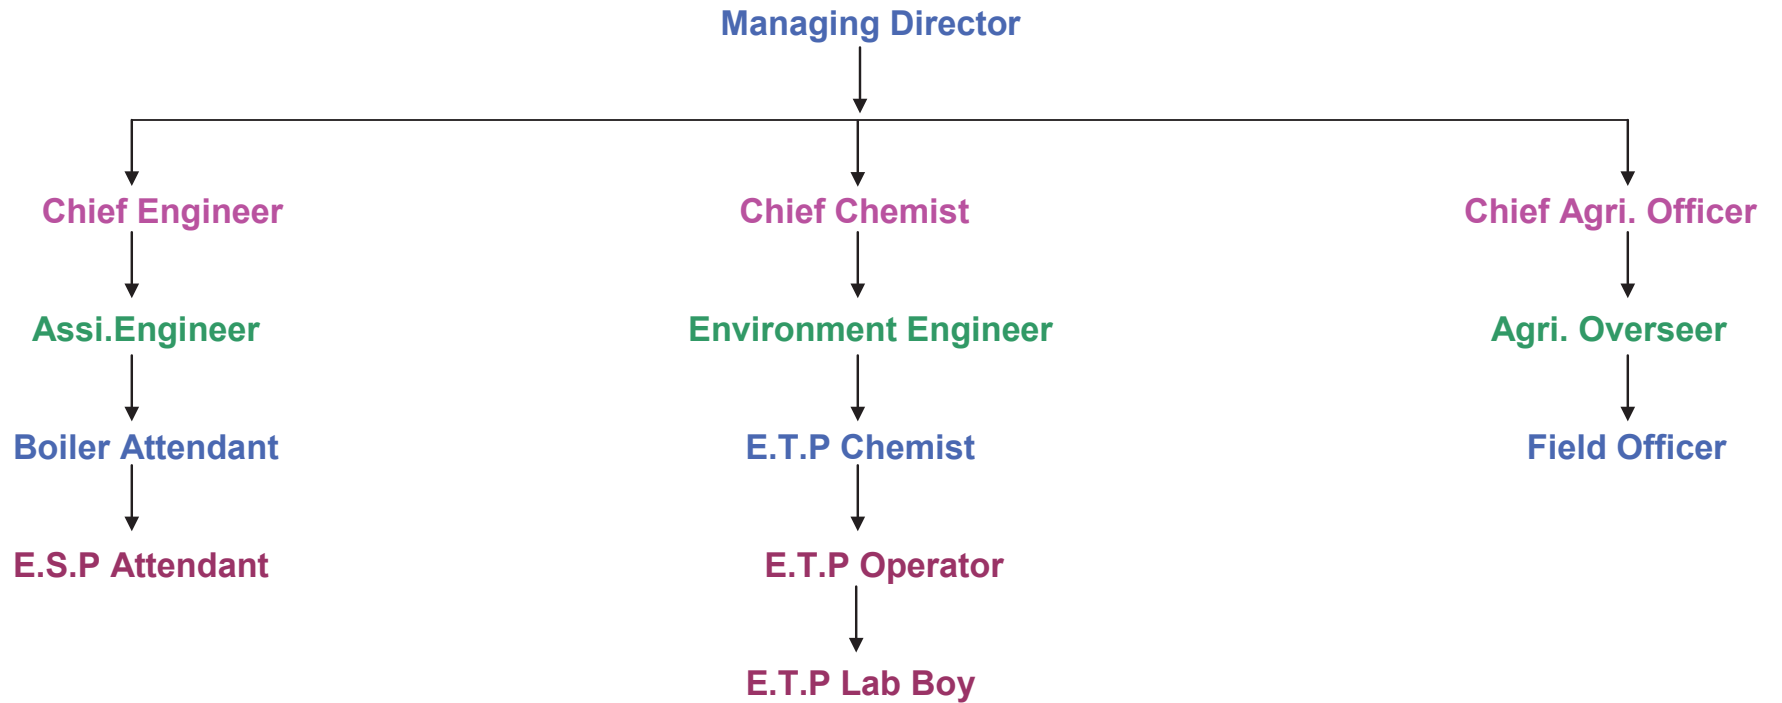 Managing Director
Chief Engineer
Chief Chemist
Chief Agri. Officer
Assi.Engineer
Environment Engineer
Agri. Overseer
Boiler Attendant
E.T.P Chemist
Field Officer
E.S.P Attendant
E.T.P Operator
E.T.P Lab Boy